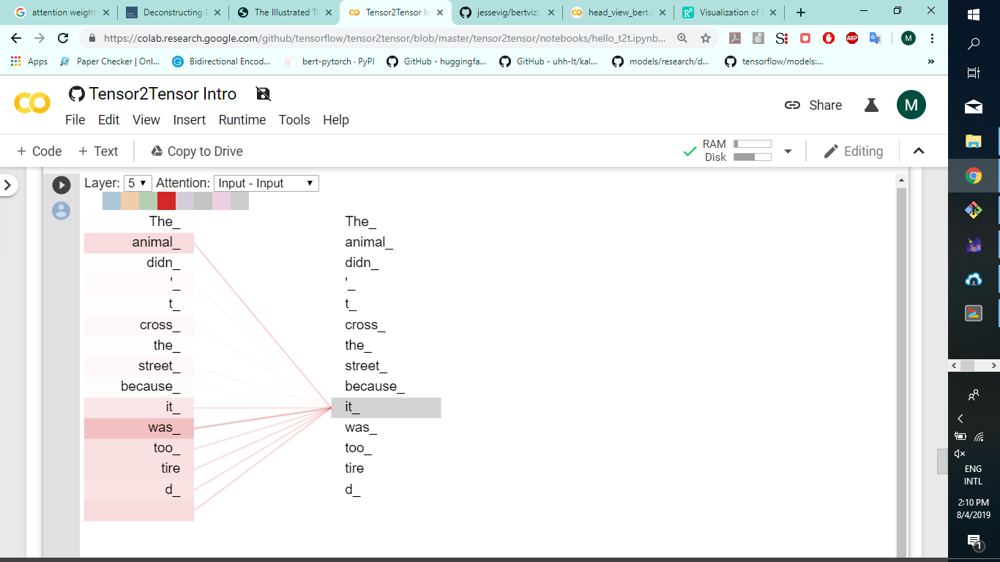 attention weight
Deconstructing B
The Illustrated Tr
Tensor2Tensor In
jessevig/bertviz:
head_view_bert.i
Visualization of a
https://colab.research.google.com/github/tensorflow/tensor2tensor/blob/master/tensor2tensor/notebooks/hello_t2t.ipynb...
M
Apps
Paper Checker | Onl...
Bidirectional Encod...
bert-pytorch · PyPI
GitHub - huggingfa...
GitHub - uhh-lt/kal...
models/research/d...
tensorflow/models:...
»
Tensor2Tensor Intro
File Edit View Insert Runtime Tools Help
Share
M
+ Code + Text Copy to Drive
RAM
Disk
Editing
Layer: 5 Attention: Input - Input
The_ The_
animal_ animal_
didn_ didn_
'_ '_
t_ t_
cross_ cross_
the_ the_
street_ street_
because_ because_
it_ it_
was_ was_
too_ too_
tire tire
d_ d_
ENG
INTL
2:10 PM
8/4/2019
1